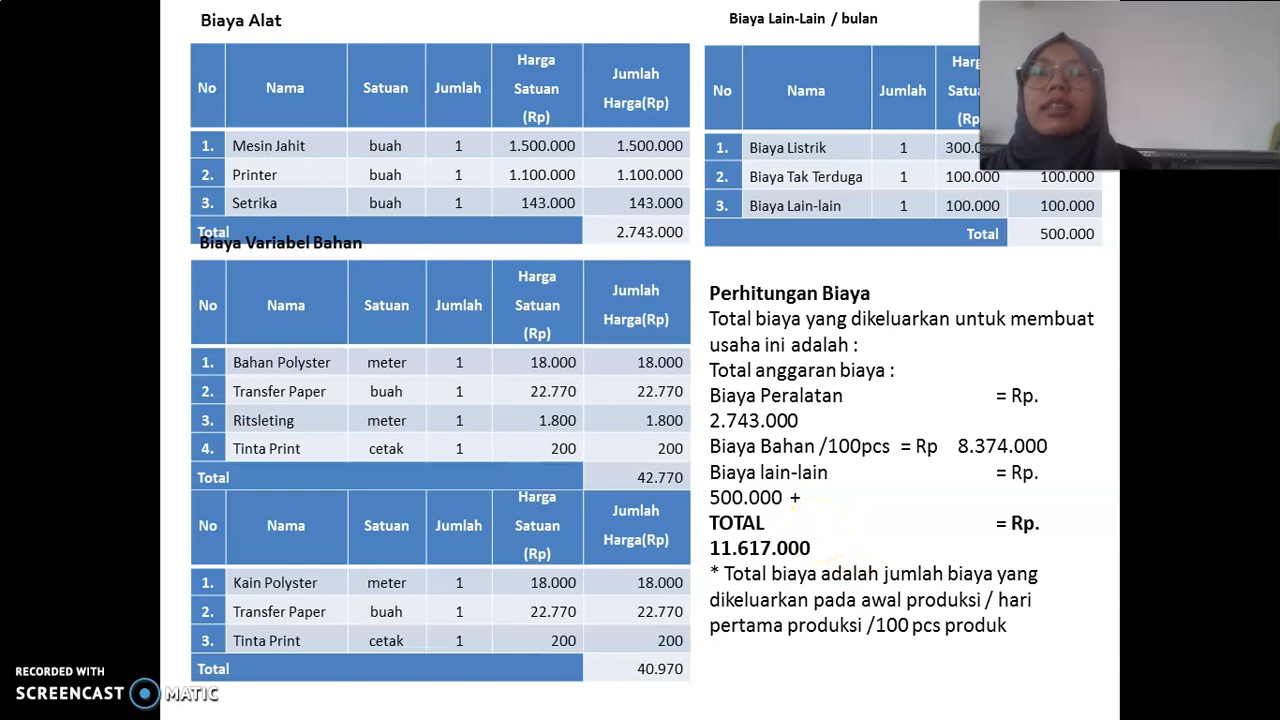 Biaya Alat
No Nama Satuan Jumlah Harga Satuan (Rp) Jumlah Harga(Rp)
1. Mesin Jahit buah 1 1.500.000 1.500.000
2. Printer buah 1 1.100.000 1.100.000
3. Setrika buah 1 143.000 143.000
Total 2.743.000
Biaya Variabel Bahan
No Nama Satuan Jumlah Harga Satuan (Rp) Jumlah Harga(Rp)
1. Bahan Polyster meter 1 18.000 18.000
2. Transfer Paper buah 1 22.770 22.770
3. Ritsleting meter 1 1.800 1.800
4. Tinta Print cetak 1 200 200
Total 42.770
No Nama Satuan Jumlah Harga Satuan (Rp) Jumlah Harga(Rp)
1. Kain Polyster meter 1 18.000 18.000
2. Transfer Paper buah 1 22.770 22.770
3. Tinta Print cetak 1 200 200
Total 40.970
Biaya Lain-Lain / bulan
No Nama Jumlah
1. Biaya Listrik 1
2. Biaya Tak Terduga 1 100.000 100.000
3. Biaya Lain-lain 1 100.000 100.000
Total 500.000
Perhitungan Biaya
Total biaya yang dikeluarkan untuk membuat
usaha ini adalah :
Total anggaran biaya :
Biaya Peralatan = Rp.
2.743.000
Biaya Bahan /100pcs = Rp 8.374.000
Biaya lain-lain = Rp.
500.000 +
TOTAL = Rp.
11.617.000
* Total biaya adalah jumlah biaya yang
dikeluarkan pada awal produksi / hari
pertama produksi /100 pcs produk
RECORDED WITH
SCREENCAST MATIC